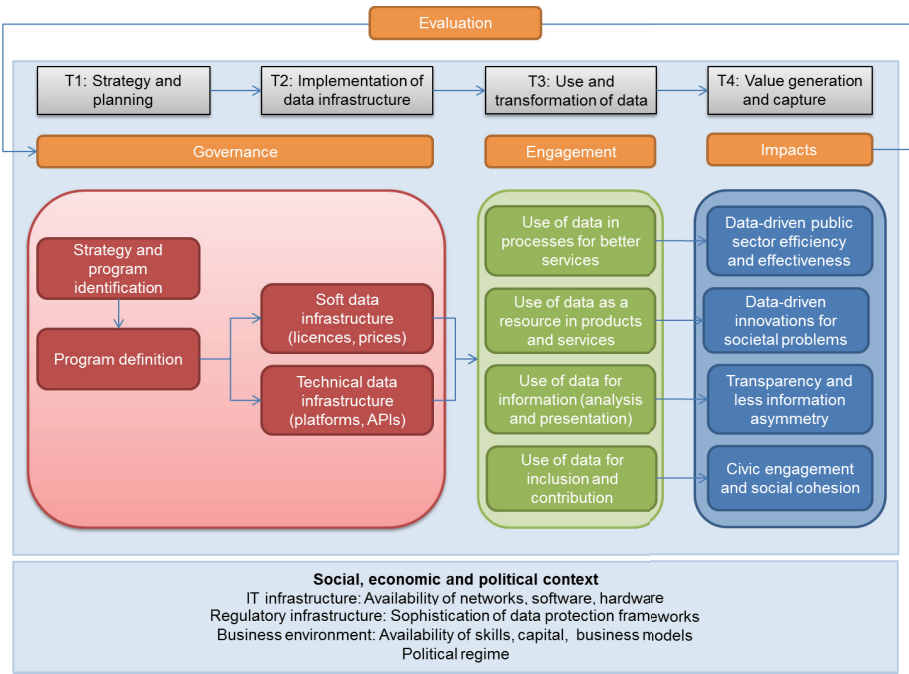 Evaluation
T1: Strategy and
planning
T2: Implementation of
data infrastructure
T3: Use and
transformation of data
T4: Value generation
and capture
Governance
Engagement
Impacts
Strategy and
program
identification
Program definition
Soft data
infrastructure
(licences, prices)
Technical data
infrastructure
(platforms, APIs)
Use of data in
processes for better
services
Use of data as a
resource in products
and services
Use of data for
information (analysis
and presentation)
Use of data for
inclusion and
contribution
Data-driven public
sector efficiency
and effectiveness
Data-driven
innovations for
societal problems
Transparency and
less information
asymmetry
Civic engagement
and social cohesion
Social, economic and political context
IT infrastructure: Availability of networks, software, hardware
Regulatory infrastructure: Sophistication of data protection frameworks
Business environment: Availability of skills, capital, business models
Political regime